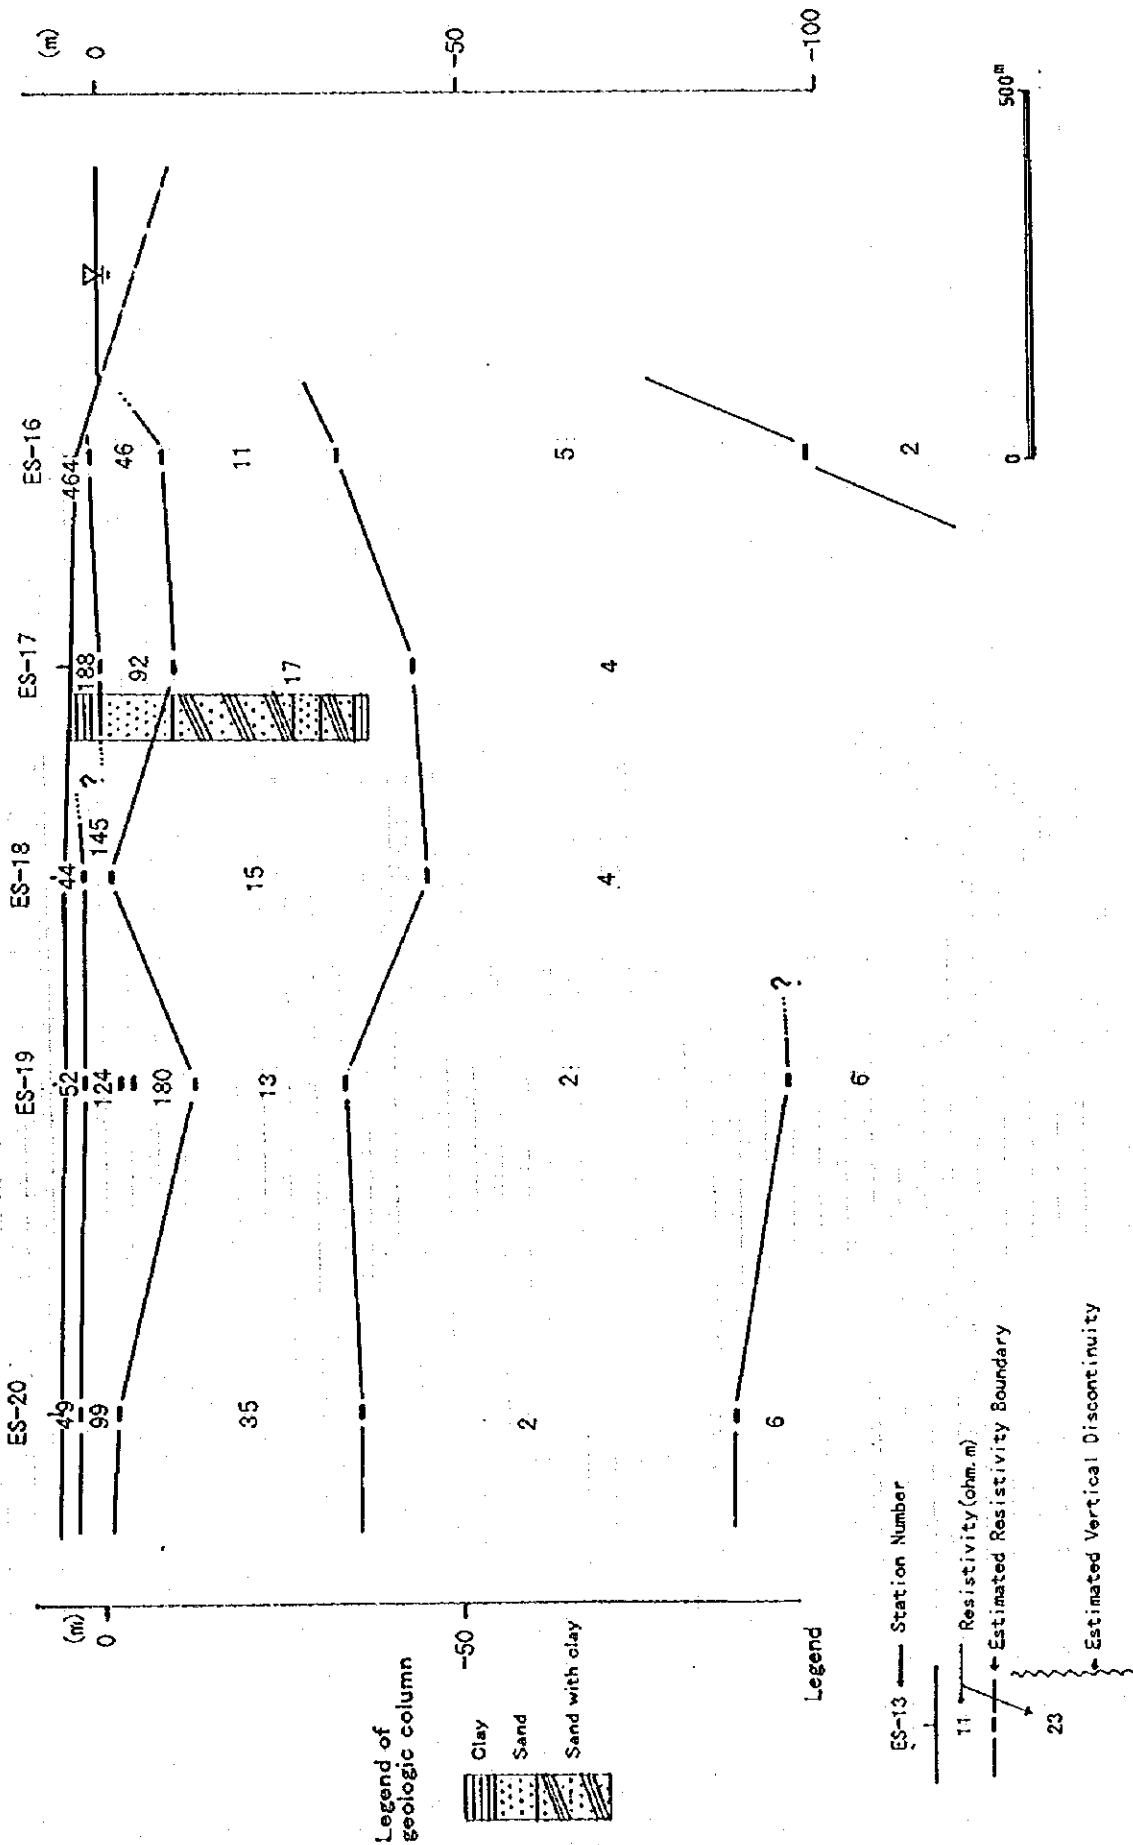 ES-20
ES-19
ES-18
ES-17
ES-16
(m)
0
-50
-100
(m)
0
-50
49
99
35
2
6
52
124
180
13
2
6
44
145
?
15
4
188
92
17
4
464
46
11
5
2
?
0
500m
Legend of
geologic column
Clay
Sand
Sand with clay
Legend
ES-13
Station Number
11
Resistivity(ohm.m)
Estimated Resistivity Boundary
23
Estimated Vertical Discontinuity